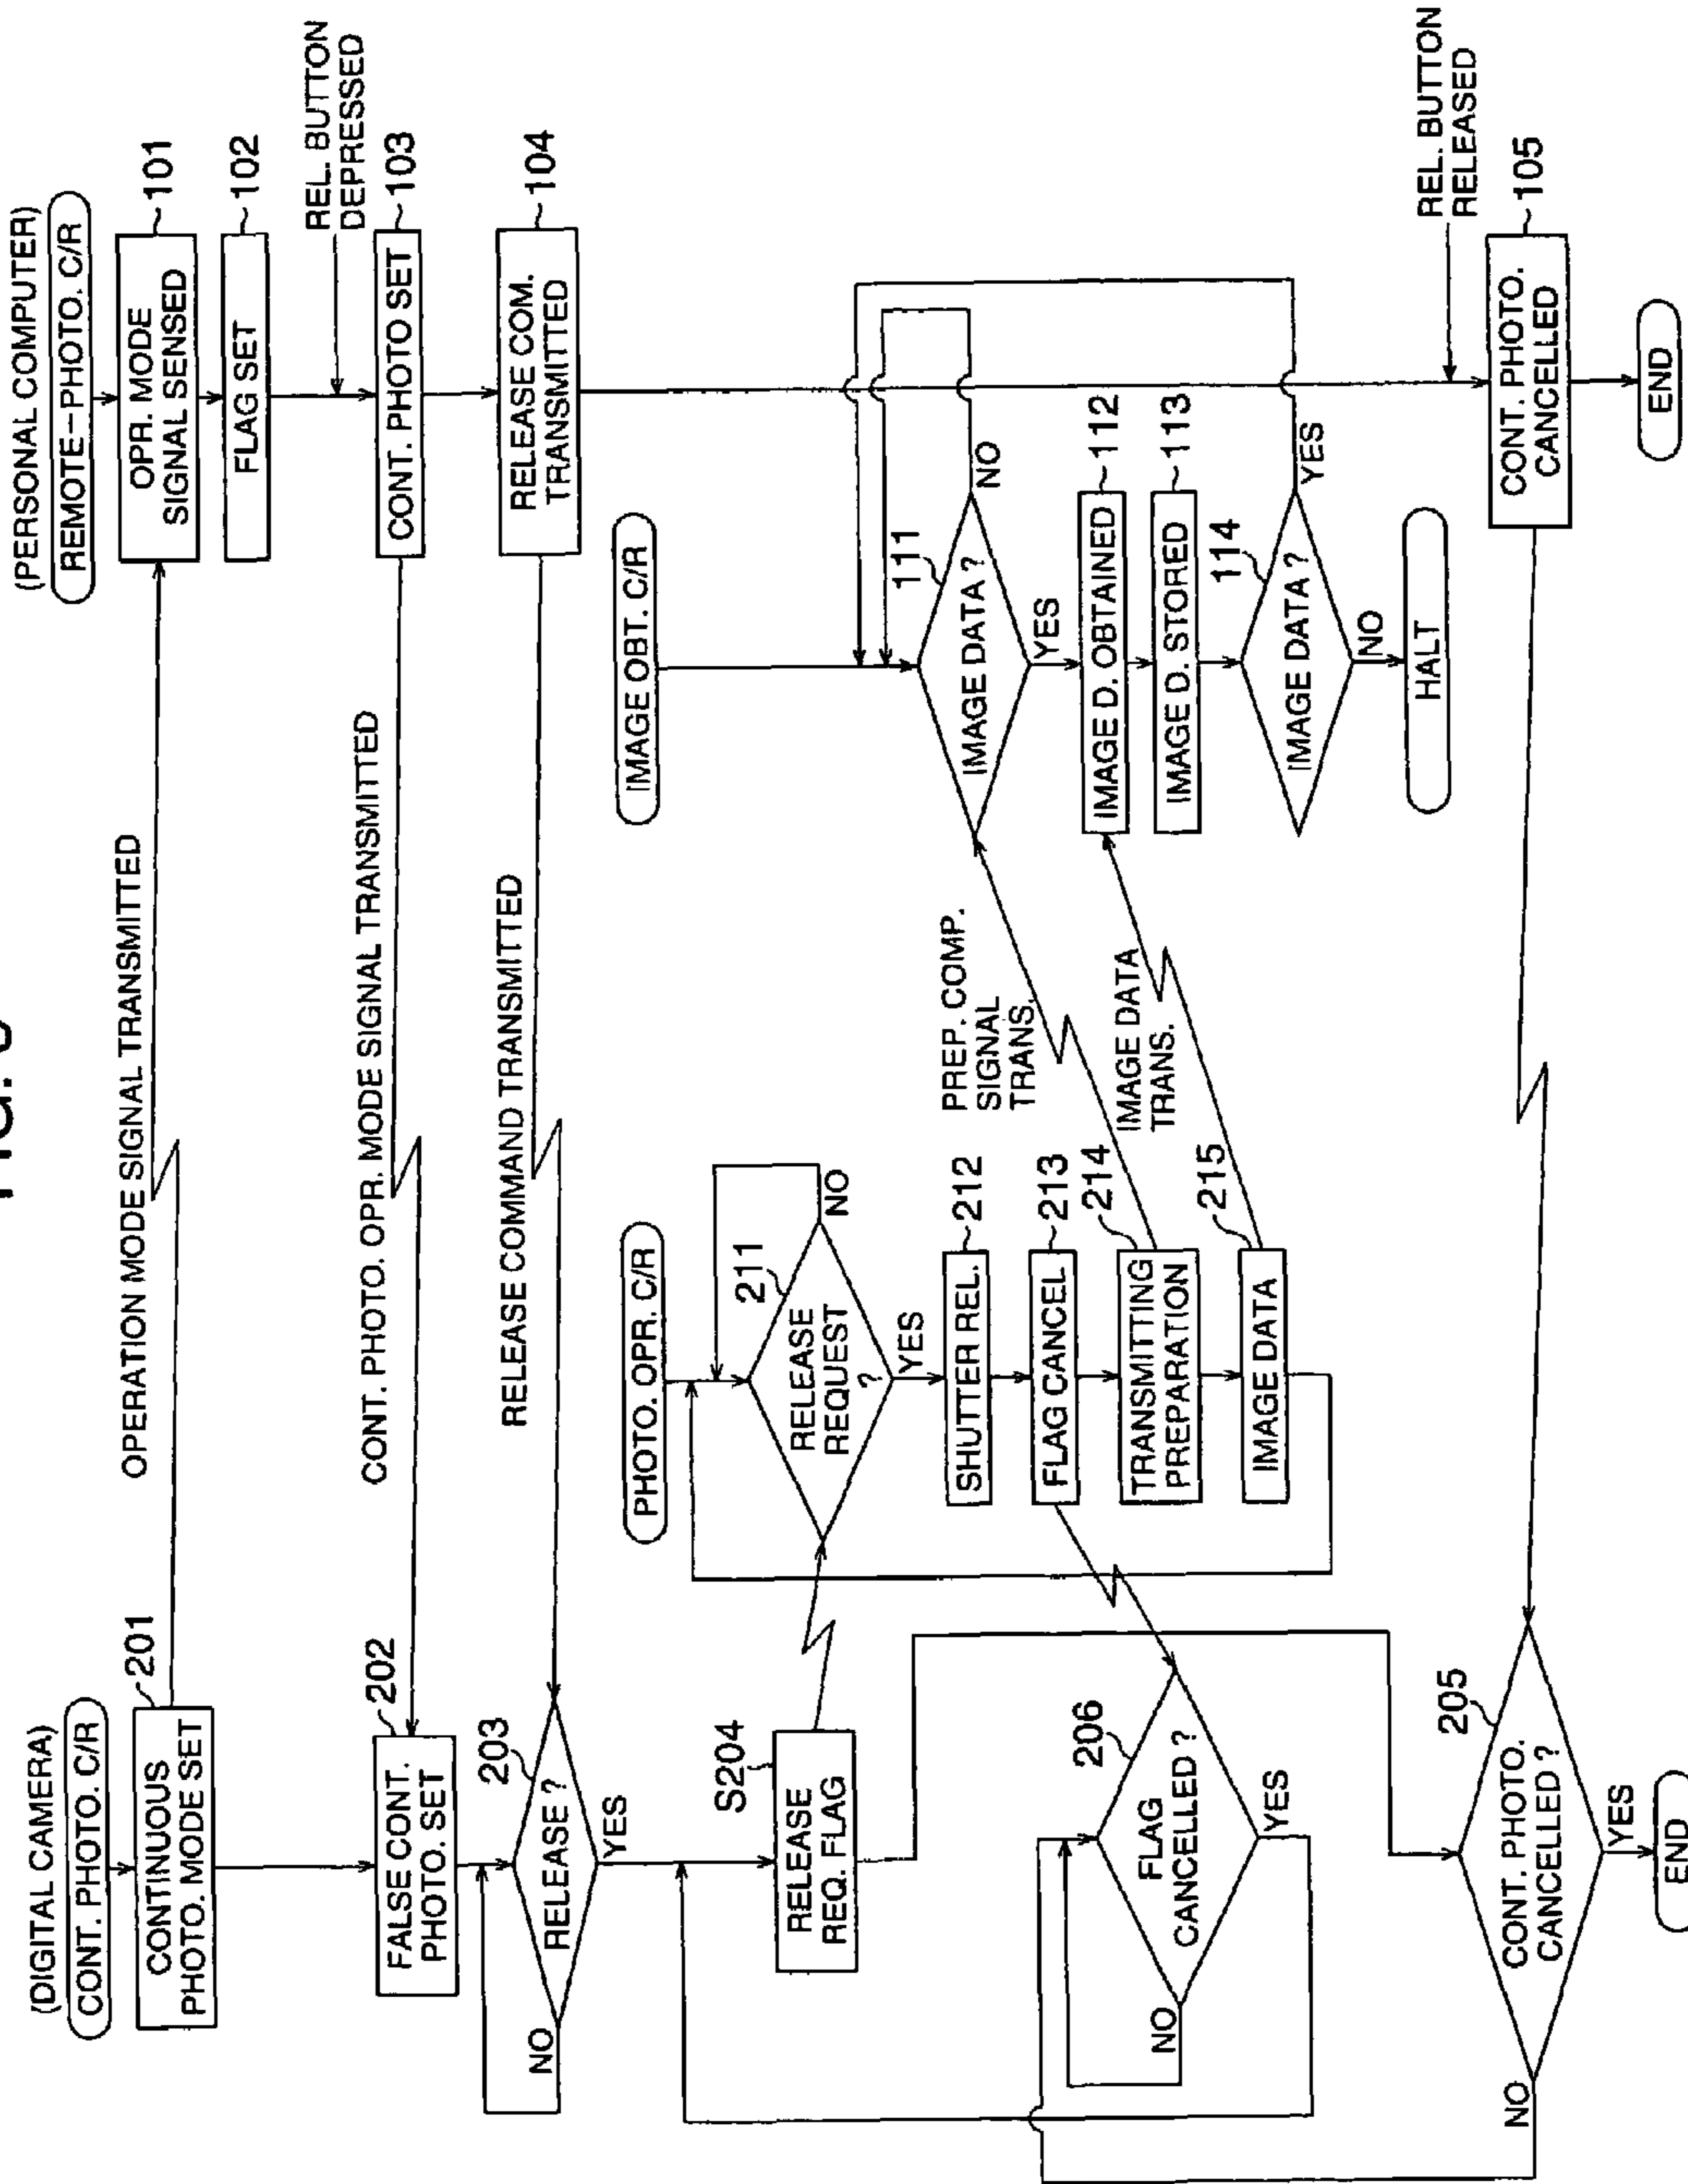 (DIGITAL CAMERA)
CONT. PHOTO. C/R
201
CONTINUOUS
PHOTO. MODE SET
OPERATION MODE SIGNAL TRANSMITTED
(PERSONAL COMPUTER)
REMOTE-PHOTO. C/R
OPR. MODE
SIGNAL SENSED
101
FLAG SET
102
REL. BUTTON
DEPRESSED
202
FALSE CONT.
PHOTO. SET
CONT. PHOTO. OPR. MODE SIGNAL TRANSMITTED
CONT. PHOTO SET
103
203
RELEASE ?
NO
YES
RELEASE COMMAND TRANSMITTED
RELEASE COM.
TRANSMITTED
104
S204
RELEASE
REQ. FLAG
PHOTO. OPR. C/R
211
RELEASE
REQUEST
?
NO
YES
SHUTTER REL.
212
FLAG CANCEL
213
TRANSMITTING
PREPARATION
214
IMAGE DATA
215
206
FLAG
CANCELLED ?
NO
YES
PREP. COMP.
SIGNAL
TRANS.
IMAGE DATA
TRANS.
IMAGE OBT. C/R
111
IMAGE DATA ?
NO
YES
IMAGE D. OBTAINED
112
IMAGE D. STORED
113
114
IMAGE DATA ?
YES
NO
HALT
205
CONT. PHOTO.
CANCELLED ?
NO
YES
END
REL. BUTTON
RELEASED
CONT. PHOTO.
CANCELLED
105
END